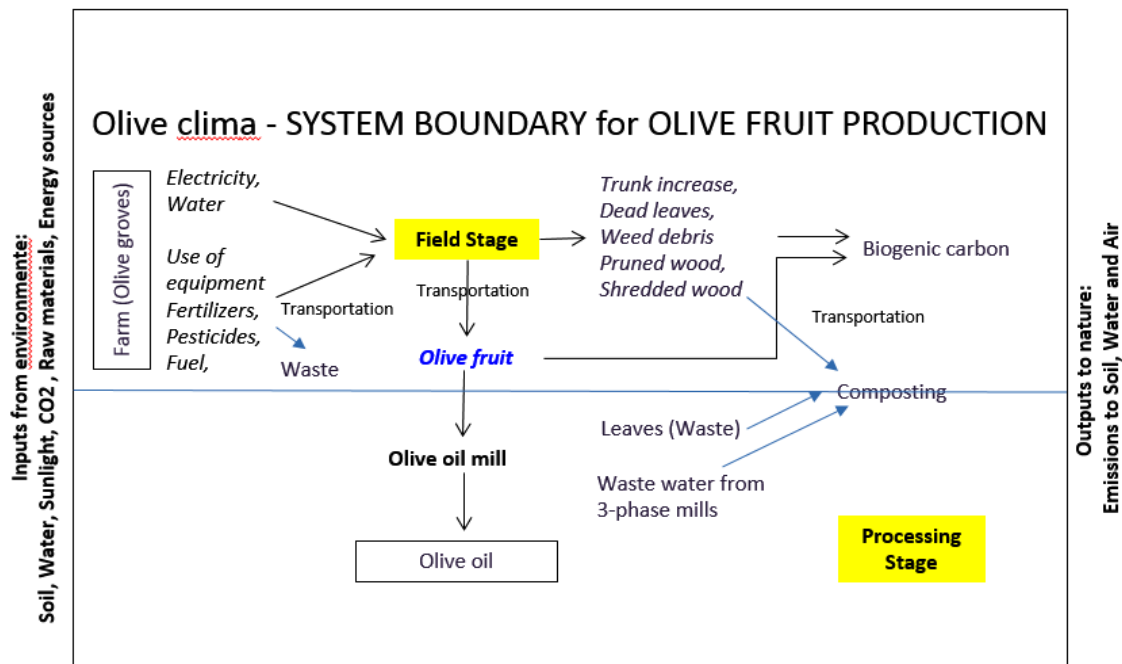 Inputs from environments:
Soil, Water, Sunlight, CO2 , Raw materials, Energy sources
Olive clima - SYSTEM BOUNDARY for OLIVE FRUIT PRODUCTION
Farm (Olive groves)
Electricity,
Water
Use of
equipment
Fertilizers,
Pesticides,
Fuel,
Transportation
Waste
Field Stage
Transportation
Olive fruit
Trunk increase,
Dead leaves,
Weed debris
Pruned wood,
Shredded wood
Biogenic carbon
Transportation
Composting
Leaves (Waste)
Waste water from
3-phase mills
Olive oil mill
Olive oil
Processing
Stage
Outputs to nature:
Emissions to Soil, Water and Air